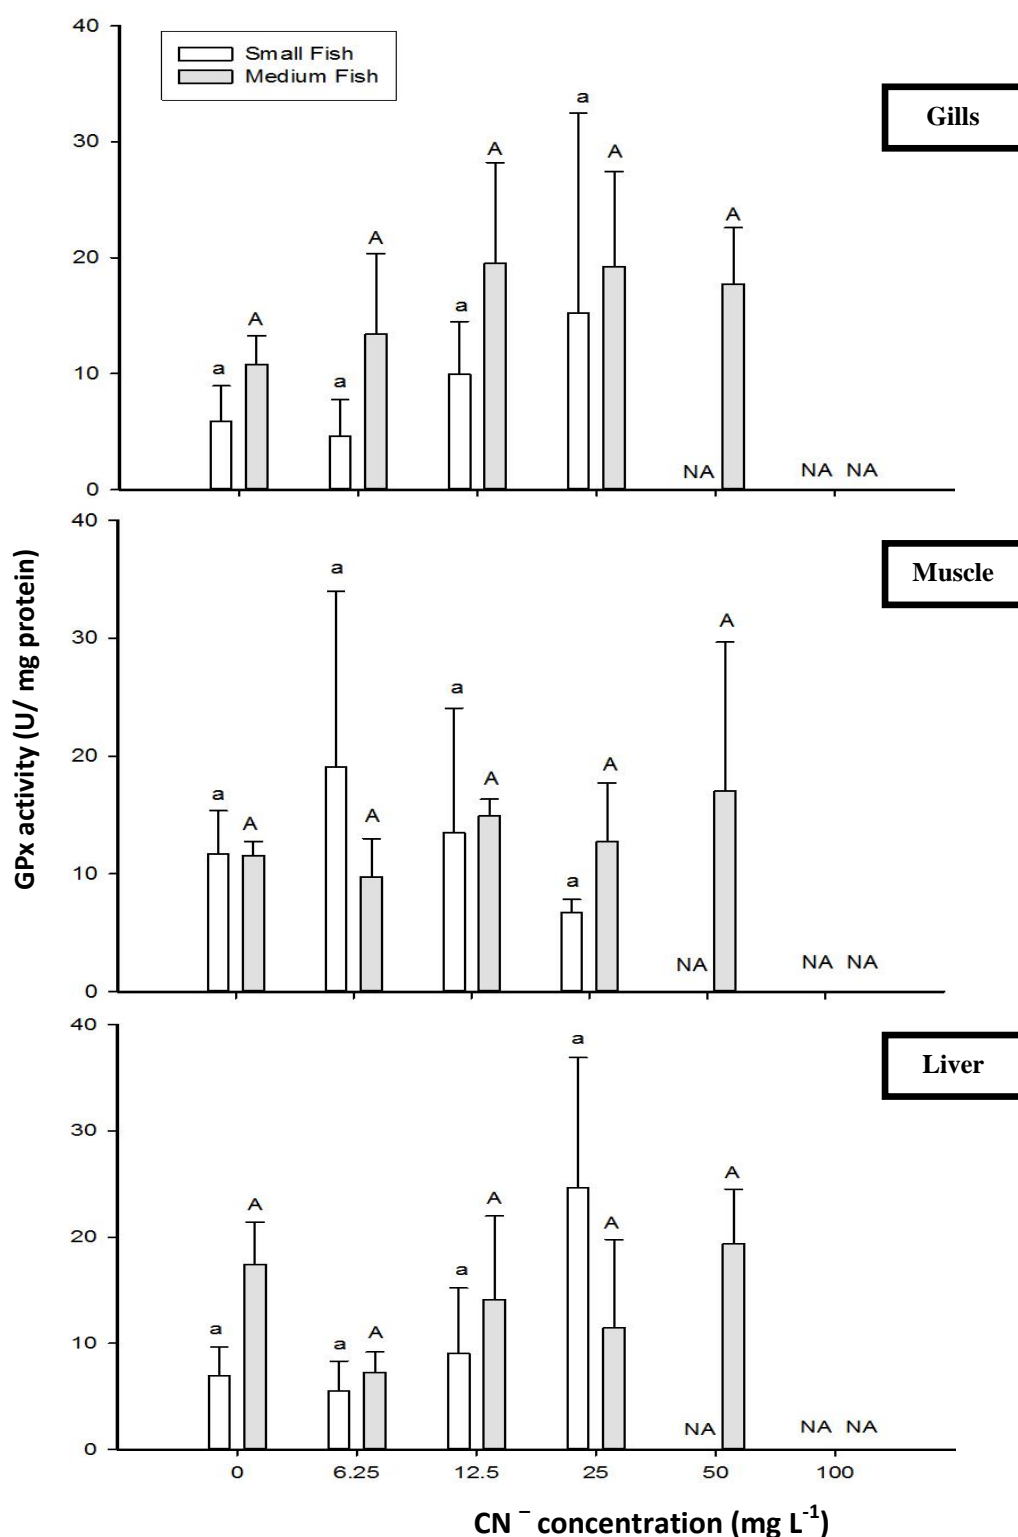 40
Small Fish
Medium Fish
Gills
a
A
30
A
A
20
A
a
A
10
a
a
NA
NA NA
0
40
Muscle
a
A
30
a
A
20
A
a
A
A
10
a
NA
NA NA
0
GPx activity (U/ mg protein)
40
a
Liver
30
A
A
A
A
20
a
A
a
a
10
NA
NA NA
0
0 6.25 12.5 25 50 100
CN⁻ concentration (mg L⁻¹)